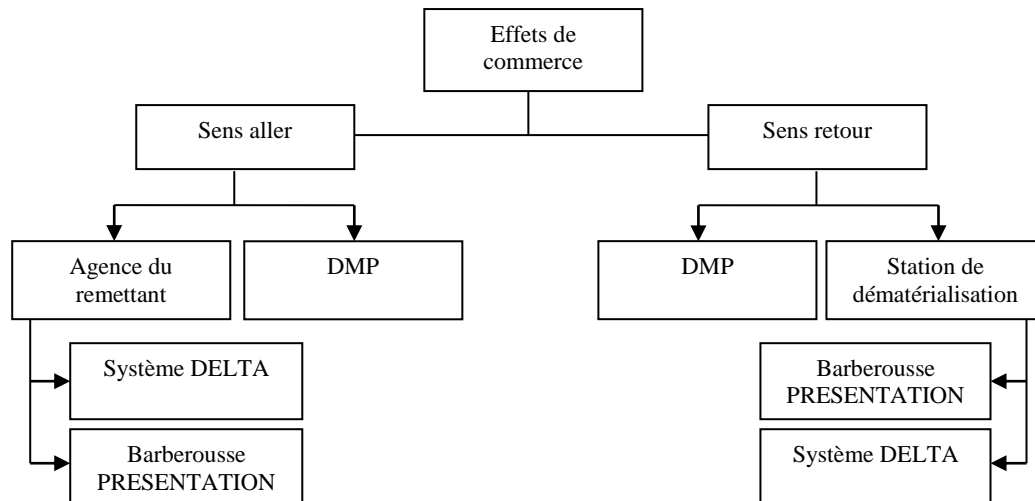 Effets de
commerce
Sens aller
Sens retour
Agence du
remettant
DMP
DMP
Station de
dématérialisation
Système DELTA
Barberousse
PRESENTATION
Barberousse
PRESENTATION
Système DELTA